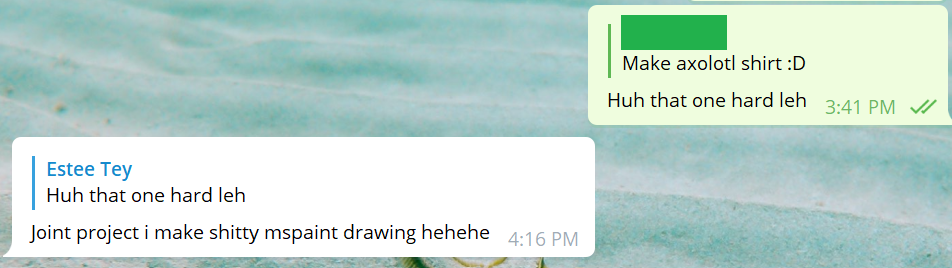 Make axolotl shirt :D
Huh that one hard leh 3:41 PM
Estee Tey
Huh that one hard leh
Joint project i make shitty mspaint drawing hehehe 4:16 PM